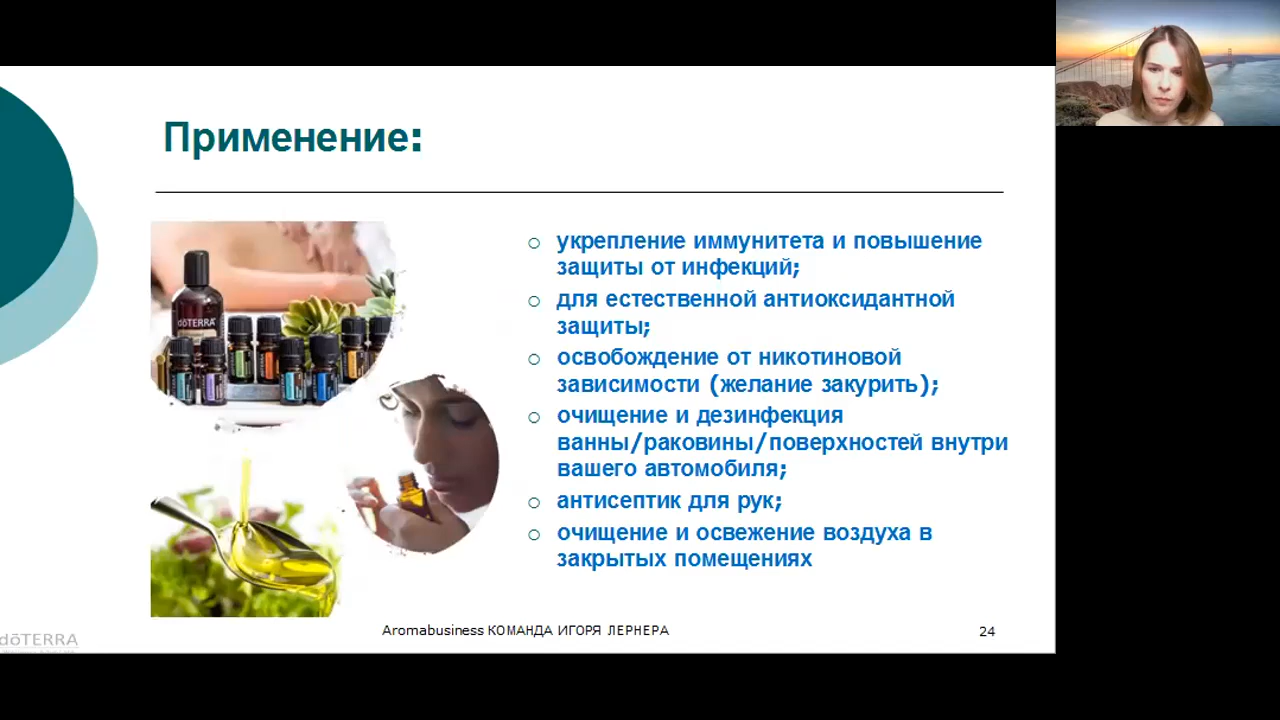 Применение:
укрепление иммунитета и повышение
защиты от инфекций;
для естественной антиоксидантной
защиты;
освобождение от никотиновой
зависимости (желание закурить);
очищение и дезинфекция
ванны/раковины/поверхностей внутри
вашего автомобиля;
антисептик для рук;
очищение и освежение воздуха в
закрытых помещениях
dōTERRA
Aromabusiness КОМАНДА ИГОРЯ ЛЕРНЕРА
24
dōTERRA